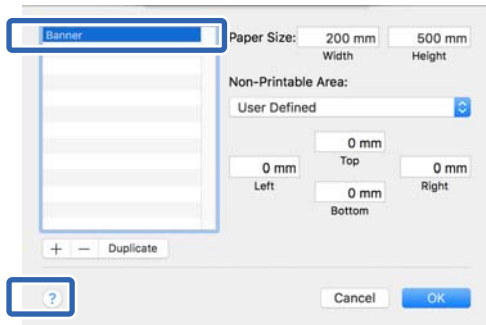 Banner
Paper Size: 200 mm 500 mm
Width Height
Non-Printable Area:
User Defined
0 mm
Top
0 mm 0 mm
Left Right
0 mm
Bottom
+ − Duplicate
? Cancel OK